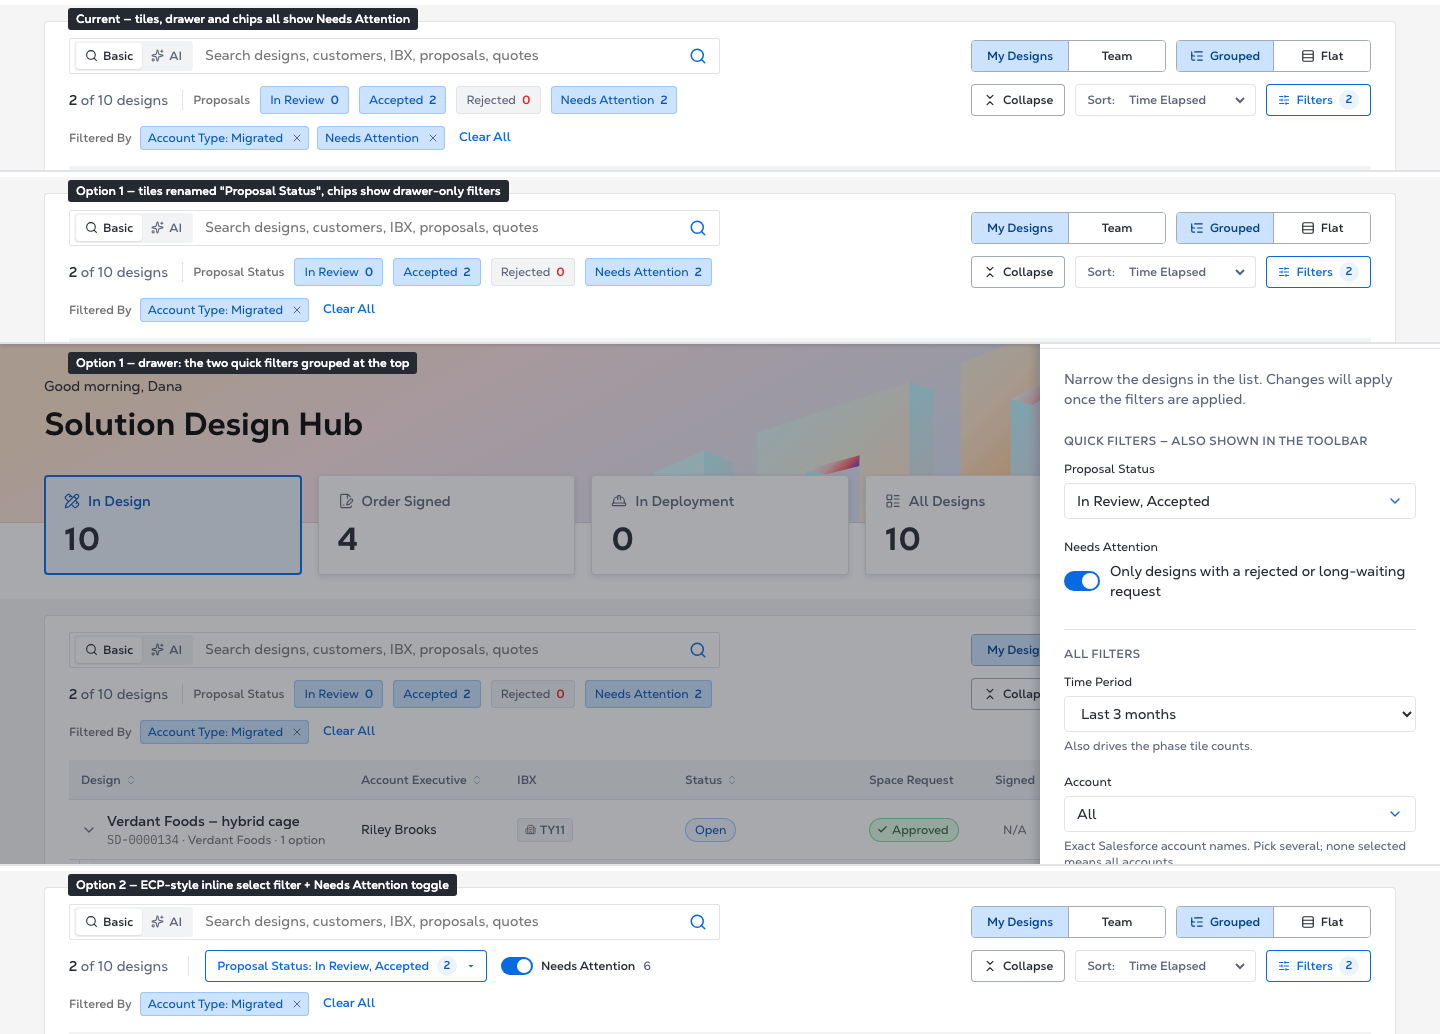 Current – tiles, drawer and chips all show Needs Attention
Basic AI Search designs, customers, IBX, proposals, quotes My Designs Team Grouped Flat
2 of 10 designs Proposals In Review 0 Accepted 2 Rejected 0 Needs Attention 2 Collapse Sort: Time Elapsed Filters 2
Filtered By Account Type: Migrated × Needs Attention × Clear All
Option 1 – tiles renamed "Proposal Status", chips show drawer-only filters
Basic AI Search designs, customers, IBX, proposals, quotes My Designs Team Grouped Flat
2 of 10 designs Proposal Status In Review 0 Accepted 2 Rejected 0 Needs Attention 2 Collapse Sort: Time Elapsed Filters 2
Filtered By Account Type: Migrated × Clear All
Option 1 – drawer: the two quick filters grouped at the top
Good morning, Dana
Solution Design Hub
In Design Order Signed In Deployment All Designs
10 4 0 10
Basic AI Search designs, customers, IBX, proposals, quotes My Desig
2 of 10 designs Proposal Status In Review 0 Accepted 2 Rejected 0 Needs Attention 2 Collap
Filtered By Account Type: Migrated × Clear All
Design Account Executive IBX Status Space Request Signed
Verdant Foods – hybrid cage
SD-0000134 · Verdant Foods · 1 option
Riley Brooks TY11 Open Approved N/A
Narrow the designs in the list. Changes will apply
once the filters are applied.
QUICK FILTERS – ALSO SHOWN IN THE TOOLBAR
Proposal Status
In Review, Accepted
Needs Attention
Only designs with a rejected or long-waiting
request
ALL FILTERS
Time Period
Last 3 months
Also drives the phase tile counts.
Account
All
Exact Salesforce account names. Pick several; none selected
means all accounts
Option 2 – ECP-style inline select filter + Needs Attention toggle
Basic AI Search designs, customers, IBX, proposals, quotes My Designs Team Grouped Flat
2 of 10 designs Proposal Status: In Review, Accepted 2 Needs Attention 6 Collapse Sort: Time Elapsed Filters 2
Filtered By Account Type: Migrated × Clear All